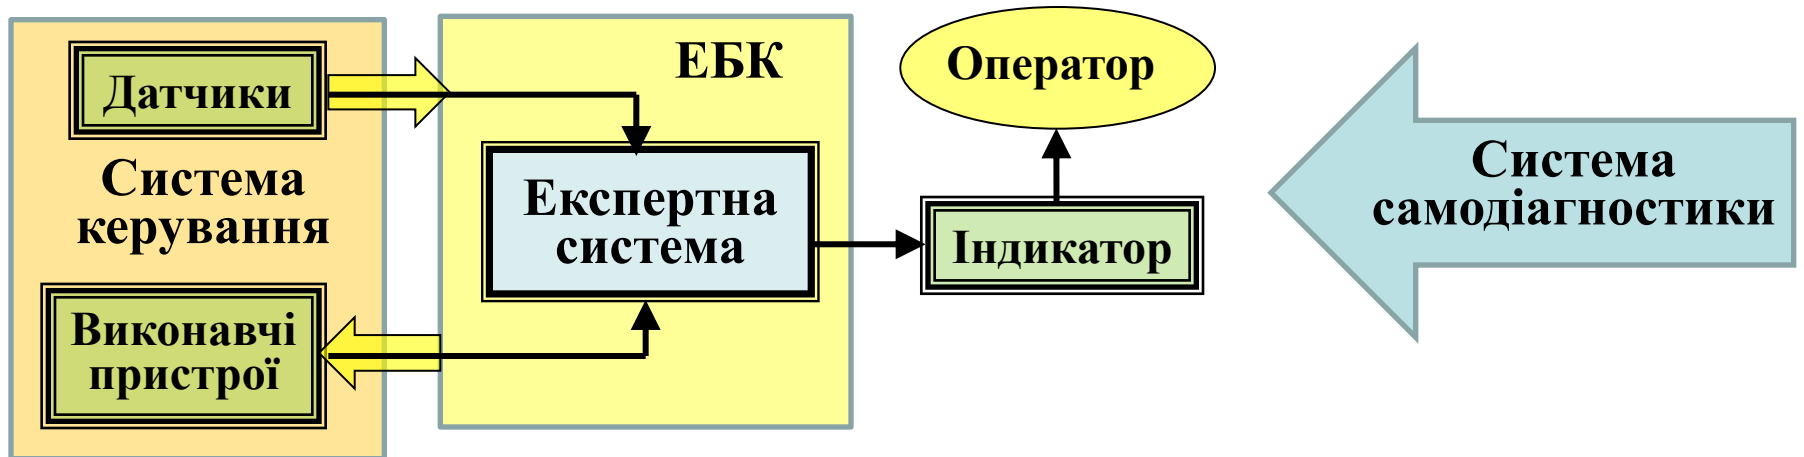 Датчики
Система
керування
Виконавчі
пристрої
ЕБК
Експертна
система
Оператор
Індикатор
Система
самодіагностики